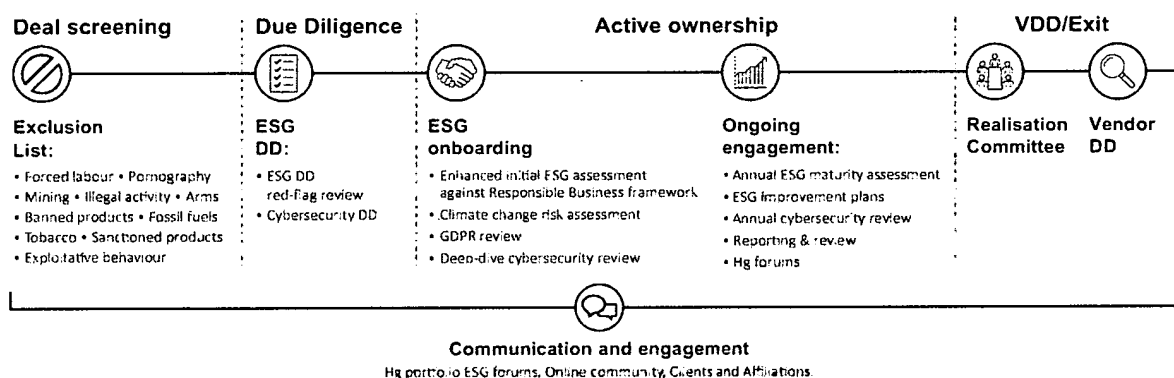 Deal screening
Due Diligence
Active ownership
VDD/Exit
Exclusion
List:
• Forced labour • Pornography
• Mining • Illegal activity • Arms
• Banned products • Fossil fuels
• Tobacco • Sanctioned products
• Exploitative behaviour
ESG
DD:
• ESG DD
red-flag review
• Cybersecurity DD
ESG
onboarding
• Enhanced initial ESG assessment
against Responsible Business framework
• Climate change risk assessment
• GDPR review
• Deep-dive cybersecurity review
Ongoing
engagement:
• Annual ESG maturity assessment
• ESG improvement plans
• Annual cybersecurity review
• Reporting & review
• Hg forums
Realisation
Committee
Vendor
DD
Communication and engagement
Hg portfolio ESG forums, Online community, Clients and Affiliations.